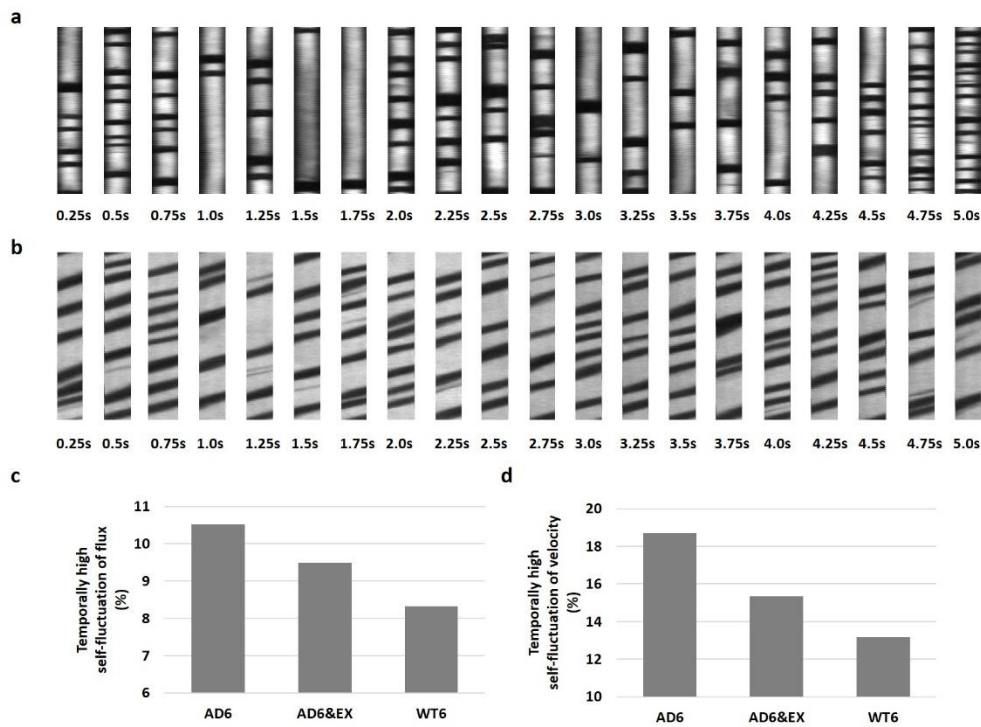 a
0.25s 0.5s 0.75s 1.0s 1.25s 1.5s 1.75s 2.0s 2.25s 2.5s 2.75s 3.0s 3.25s 3.5s 3.75s 4.0s 4.25s 4.5s 4.75s 5.0s
b
0.25s 0.5s 0.75s 1.0s 1.25s 1.5s 1.75s 2.0s 2.25s 2.5s 2.75s 3.0s 3.25s 3.5s 3.75s 4.0s 4.25s 4.5s 4.75s 5.0s
c
Temporally high
self-fluctuation of flux
(%)
11
10
9
8
7
6
AD6 AD6&EX WT6
d
Temporally high
self-fluctuation of velocity
(%)
20
18
16
14
12
10
AD6 AD6&EX WT6